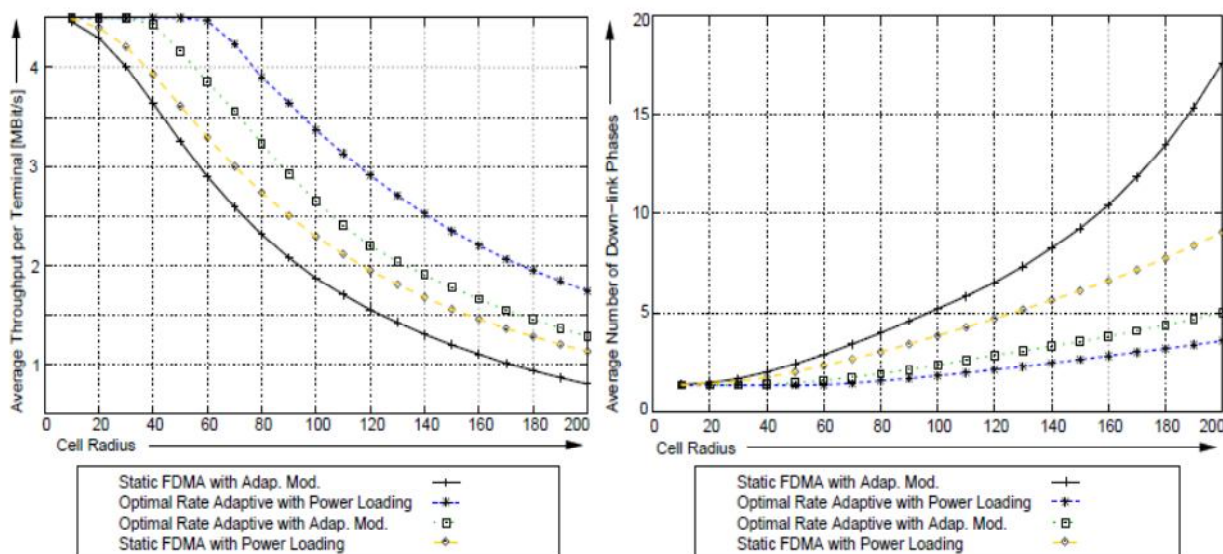 Average Throughput per Terminal [MBit/s]
4
3
2
1
0 20 40 60 80 100 120 140 160 180 200
Cell Radius
Static FDMA with Adap. Mod.
Optimal Rate Adaptive with Power Loading
Optimal Rate Adaptive with Adap. Mod.
Static FDMA with Power Loading
Average Number of Down-link Phases
20
15
10
5
0
0 20 40 60 80 100 120 140 160 180 200
Cell Radius
Static FDMA with Adap. Mod.
Optimal Rate Adaptive with Power Loading
Optimal Rate Adaptive with Adap. Mod.
Static FDMA with Power Loading